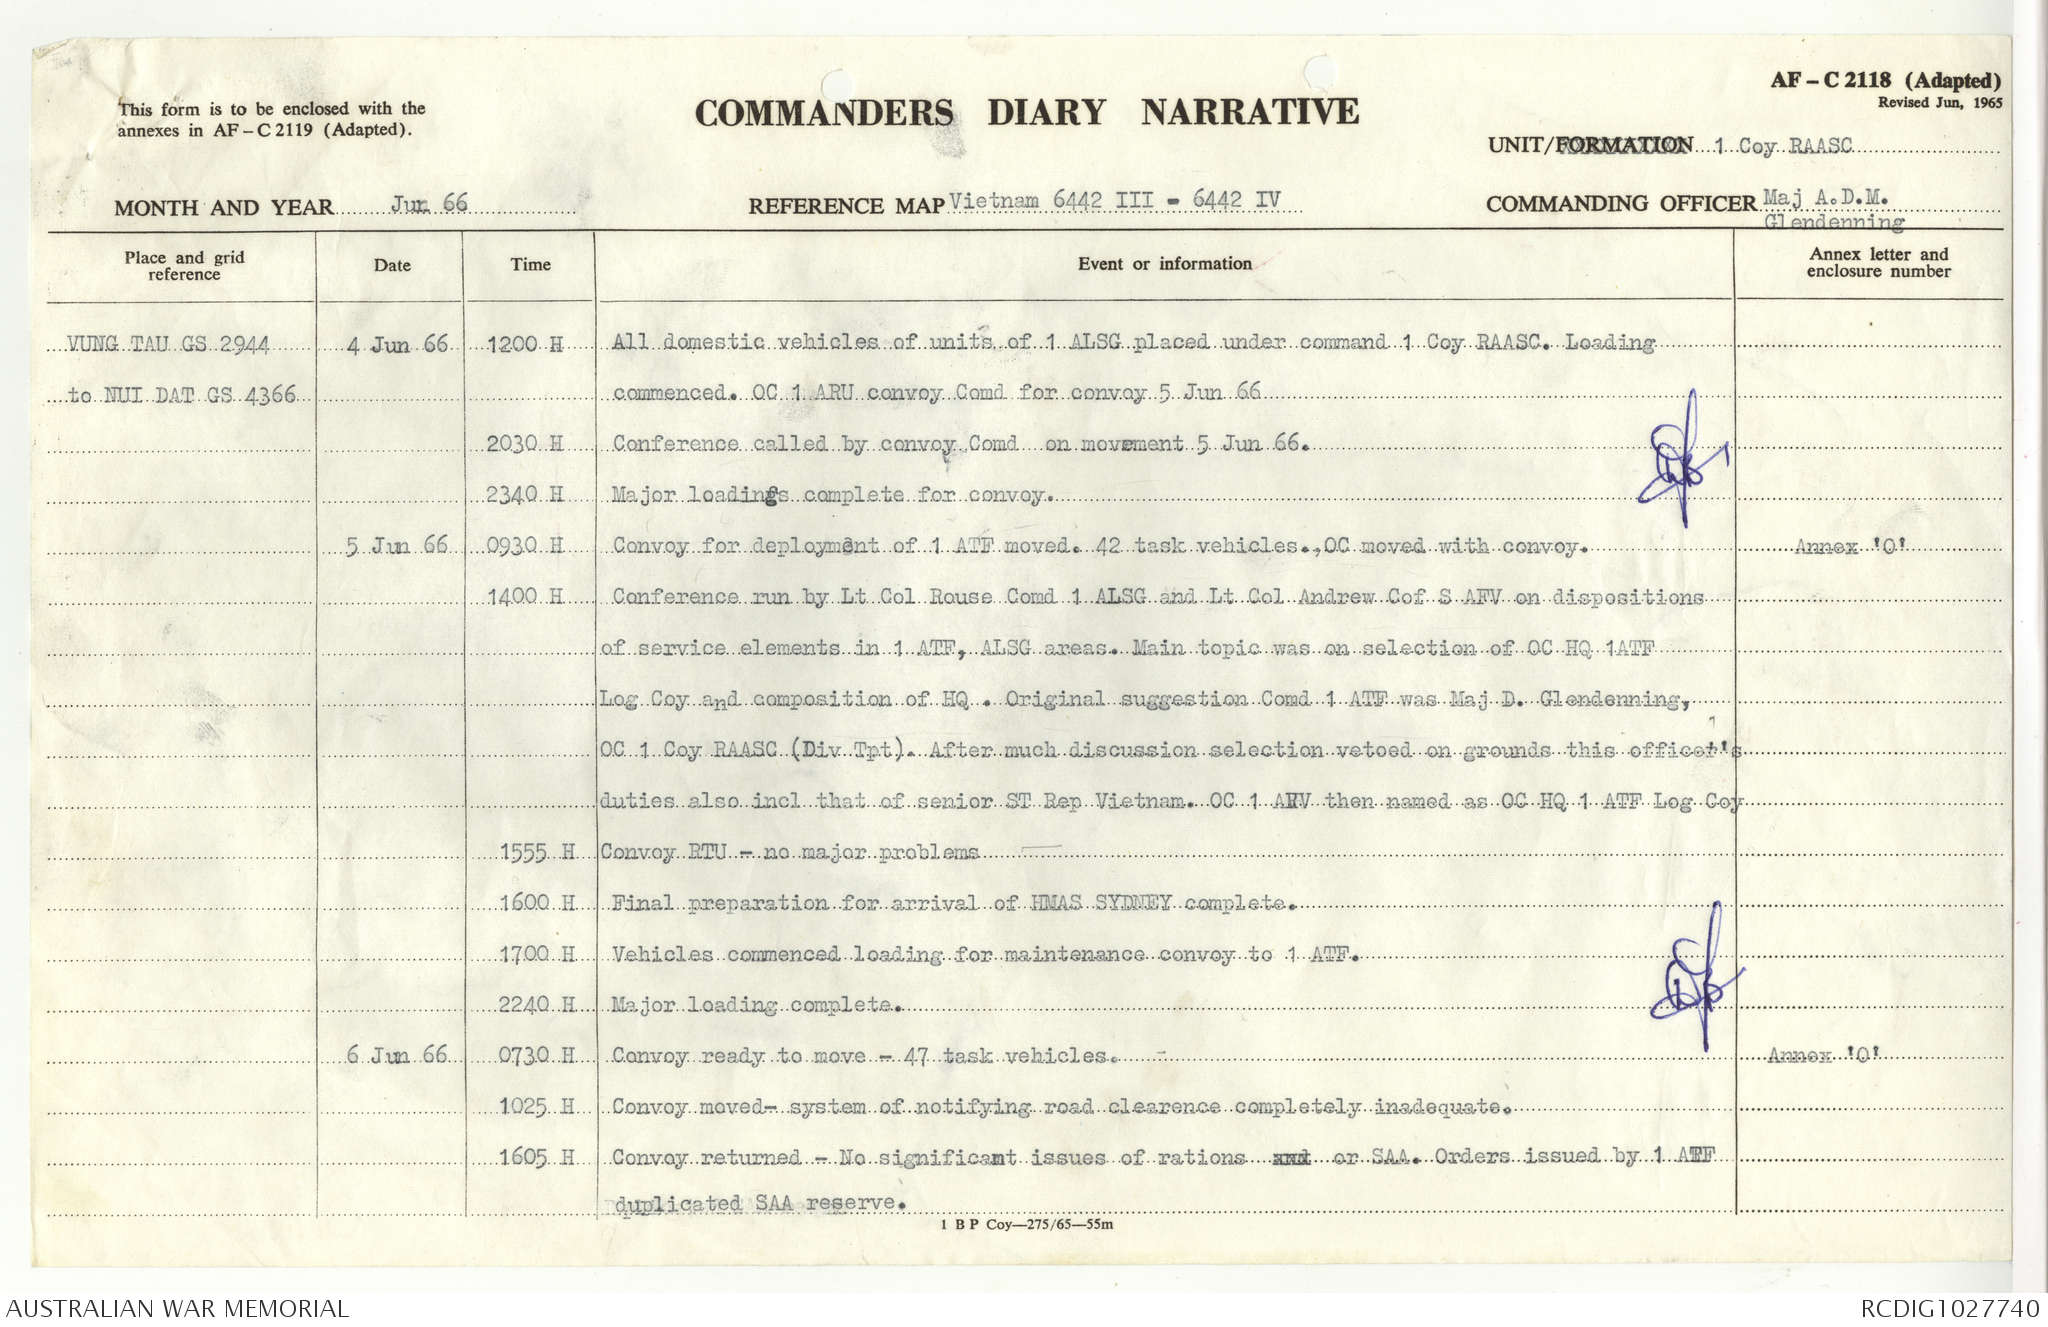 This form is to be enclosed with the
annexes in AF – C 2119 (Adapted).
COMMANDERS DIARY NARRATIVE
AF – C 2118 (Adapted)
Revised Jun, 1965
UNIT/FORMATION 1 Coy RAASC
MONTH AND YEAR Jun 66
REFERENCE MAP Vietnam 6442 III - 6442 IV
COMMANDING OFFICER Maj A.D.M.
Glendenning
Place and grid
reference
Date
Time
Event or information
Annex letter and
enclosure number
VUNG TAU GS 2944 4 Jun 66 1200 H All domestic vehicles of units of 1 ALSG placed under command 1 Coy RAASC. Loading
to NUI DAT GS 4366 commenced. OC 1 ARU convoy Comd for convoy 5 Jun 66
2030 H Conference called by convoy Comd on movement 5 Jun 66.
2340 H Major loadings complete for convoy.
5 Jun 66 0930 H Convoy for deployment of 1 ATF moved. 42 task vehicles., OC moved with convoy. Annex 'O'
1400 H Conference run by Lt Col Rouse Comd 1 ALSG and Lt Col Andrew Cof S AFV on dispositions
of service elements in 1 ATF, ALSG areas. Main topic was on selection of OC HQ 1ATF
Log Coy and composition of HQ . Original suggestion Comd 1 ATF was Maj D. Glendenning,
OC 1 Coy RAASC (Div Tpt). After much discussion selection vetoed on grounds this officer's
duties also incl that of senior ST Rep Vietnam. OC 1 then named as OC HQ 1 ATF Log Coy
1555 H Convoy RTU - no major problems
1600 H Final preparation for arrival of HMAS SYDNEY complete.
1700 H Vehicles commenced loading for maintenance convoy to 1 ATF.
2240 H Major loading complete.
6 Jun 66 0730 H Convoy ready to move - 47 task vehicles. Annex 'O'
1025 H Convoy moved- system of notifying road clearence completely inadequate.
1605 H Convoy returned - No significant issues of rations and or SAA. Orders issued by 1 ATF
duplicated SAA reserve.
1 B P Coy—275/65—55m
AUSTRALIAN WAR MEMORIAL
RCDIG1027740